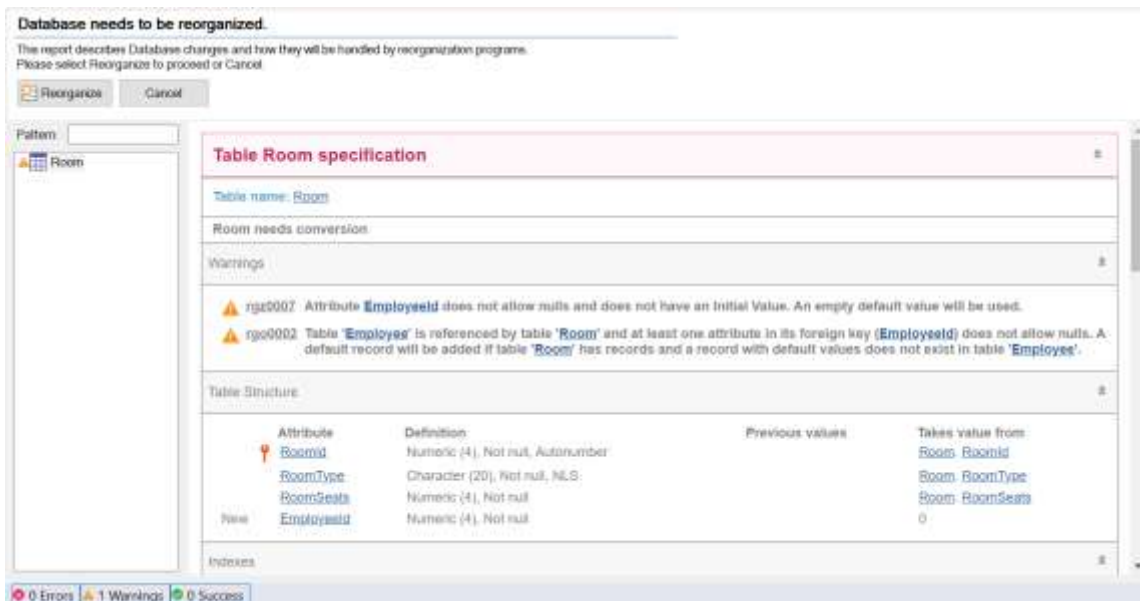 Database needs to be reorganized.
This report describes Database changes and how they will be handled by reorganization programs.
Please select Reorganize to proceed or Cancel
Reorganize Cancel
Pattern:
Room
Table Room specification
Table name: Room
Room needs conversion
Warnings
rgz0007 Attribute EmployeeId does not allow nulls and does not have an Initial Value. An empty default value will be used.
rgo0002 Table 'Employee' is referenced by table 'Room' and at least one attribute in its foreign key (EmployeeId) does not allow nulls. A
default record will be added if table 'Room' has records and a record with default values does not exist in table 'Employee'.
Table Structure
Attribute Definition Previous values Takes value from
RoomId Numeric (4), Not null, Autonumber Room RoomId
RoomType Character (20), Not null, NLS Room RoomType
RoomSeats Numeric (4), Not null Room RoomSeats
New EmployeeId Numeric (4), Not null 0
Indexes
0 Errors 1 Warnings 0 Success